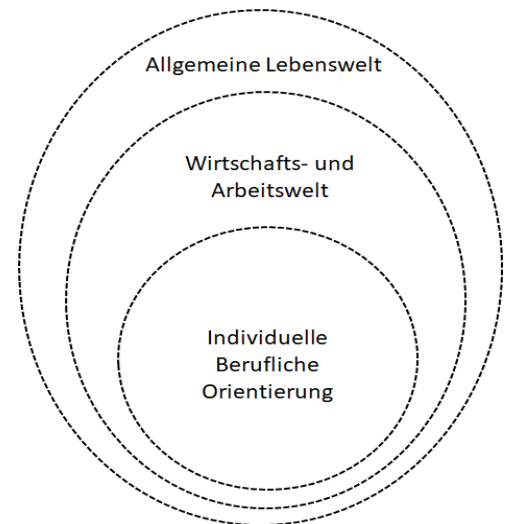 Allgemeine Lebenswelt
Wirtschafts- und
Arbeitswelt
Individuelle
Berufliche
Orientierung